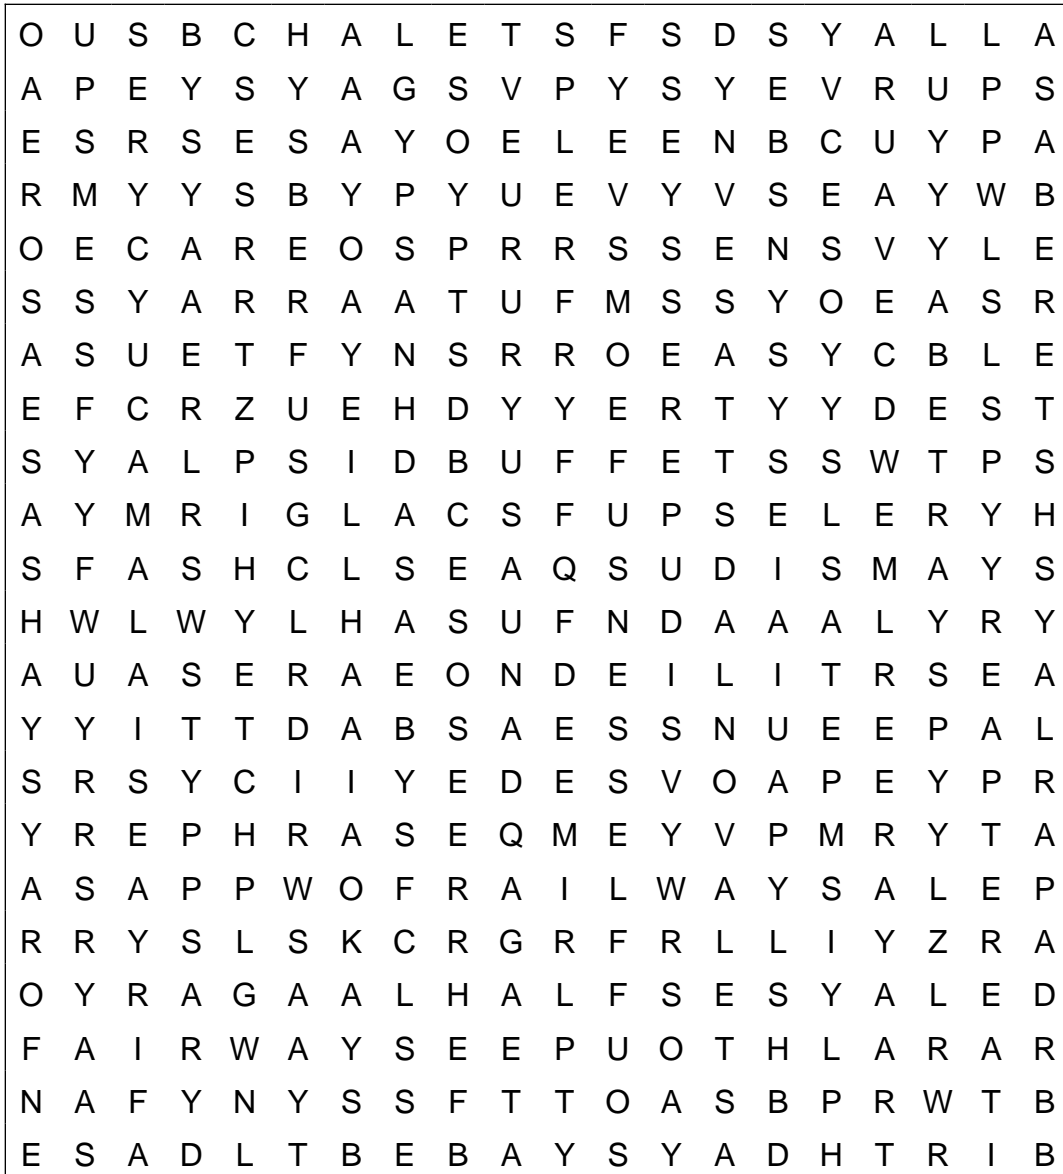 O U S B C H A L E T S F S D S Y A L L A
A P E Y S Y A G S V P Y S Y E V R U P S
E S R S E S A Y O E L E E N B C U Y P A
R M Y Y S B Y P Y U E V Y V S E A Y W B
O E C A R E O S P R R S S E N S V Y L E
S S Y A R R A A T U F M S S Y O E A S R
A S U E T F Y N S R R O E A S Y C B L E
E F C R Z U E H D Y Y E R T Y Y D E S T
S Y A L P S I D B U F F E T S S W T P S
A Y M R I G L A C S F U P S E L E R Y H
S F A S H C L S E A Q S U D I S M A Y S
H W L W Y L H A S U F N D A A A L Y R Y
A U A S E R A E O N D E I L I T R S E A
Y Y I T T D A B S A E S S N U E E P A L
S R S Y C I I Y E D E S V O A P E Y P R
Y R E P H R A S E Q M E Y V P M R Y T A
A S A P P W O F R A I L W A Y S A L E P
R R Y S L S K C R G R F R L L I Y Z R A
O Y R A G A A L H A L F S E S Y A L E D
F A I R W A Y S E E P U O T H L A R A R
N A F Y N Y S S F T T O A S B P R W T B
E S A D L T B E B A Y S Y A D H T R I B